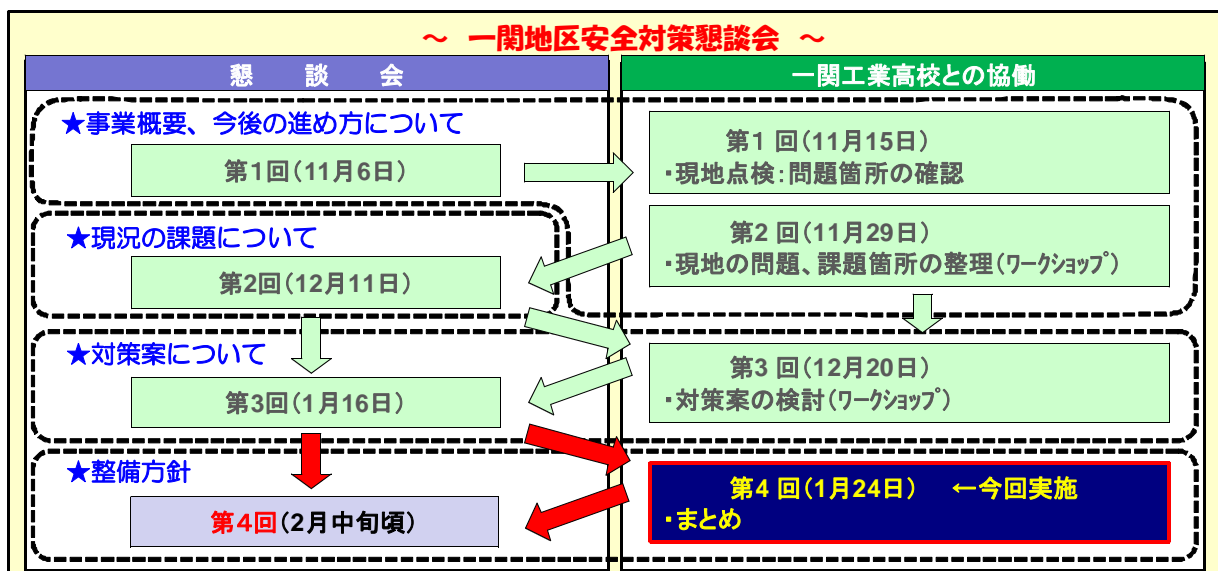 ～ 一関地区安全対策懇談会 ～
懇 談 会
★事業概要、今後の進め方について
第1回(11月6日)
★現況の課題について
第2回(12月11日)
★対策案について
第3回(1月16日)
★整備方針
第4回(2月中旬頃)
一関工業高校との協働
第1 回(11月15日)
・現地点検：問題箇所の確認
第2 回(11月29日)
・現地の問題、課題箇所の整理(ﾜｰｸｼｮｯﾌﾟ)
第3 回(12月20日)
・対策案の検討(ﾜｰｸｼｮｯﾌﾟ)
第4 回(1月24日) ←今回実施
・まとめ